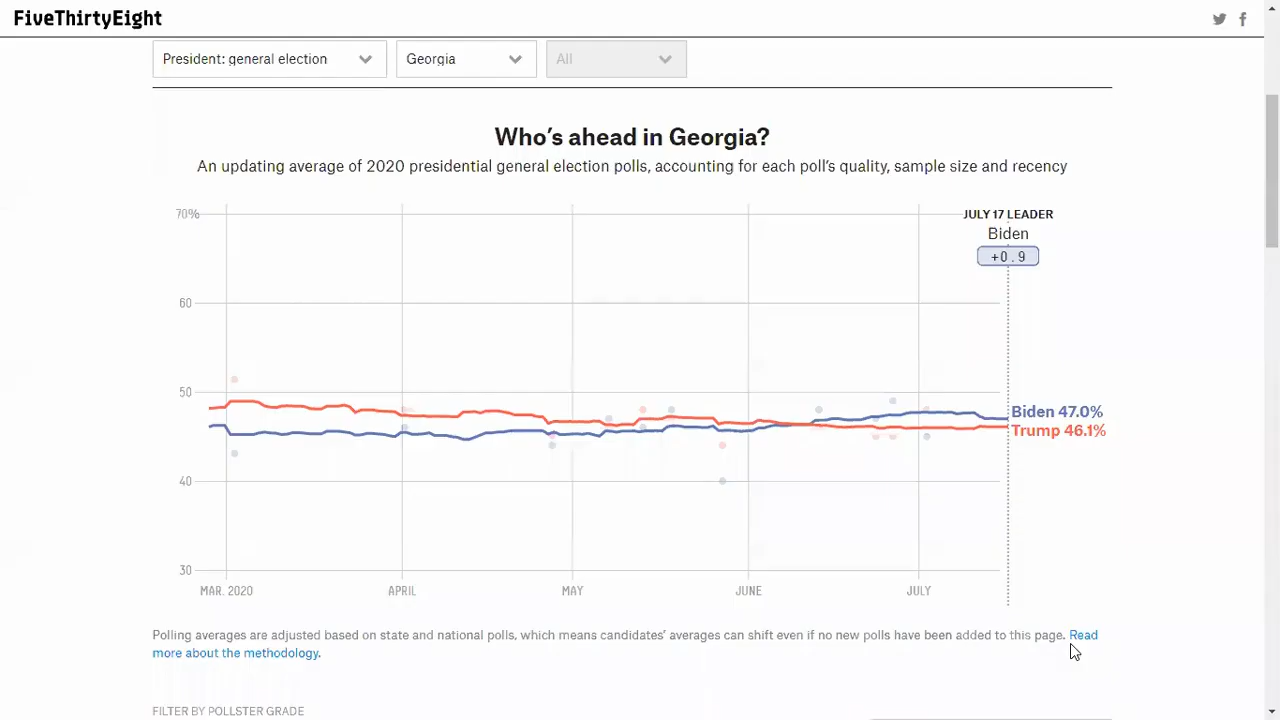 FiveThirtyEight
President: general election
Georgia
All
Who's ahead in Georgia?
An updating average of 2020 presidential general election polls, accounting for each poll's quality, sample size and recency
70%
JULY 17 LEADER
Biden
+0.9
60
50
Biden 47.0%
Trump 46.1%
40
30
MAR. 2020
APRIL
MAY
JUNE
JULY
Polling averages are adjusted based on state and national polls, which means candidates' averages can shift even if no new polls have been added to this page. Read
more about the methodology.
FILTER BY POLLSTER GRADE